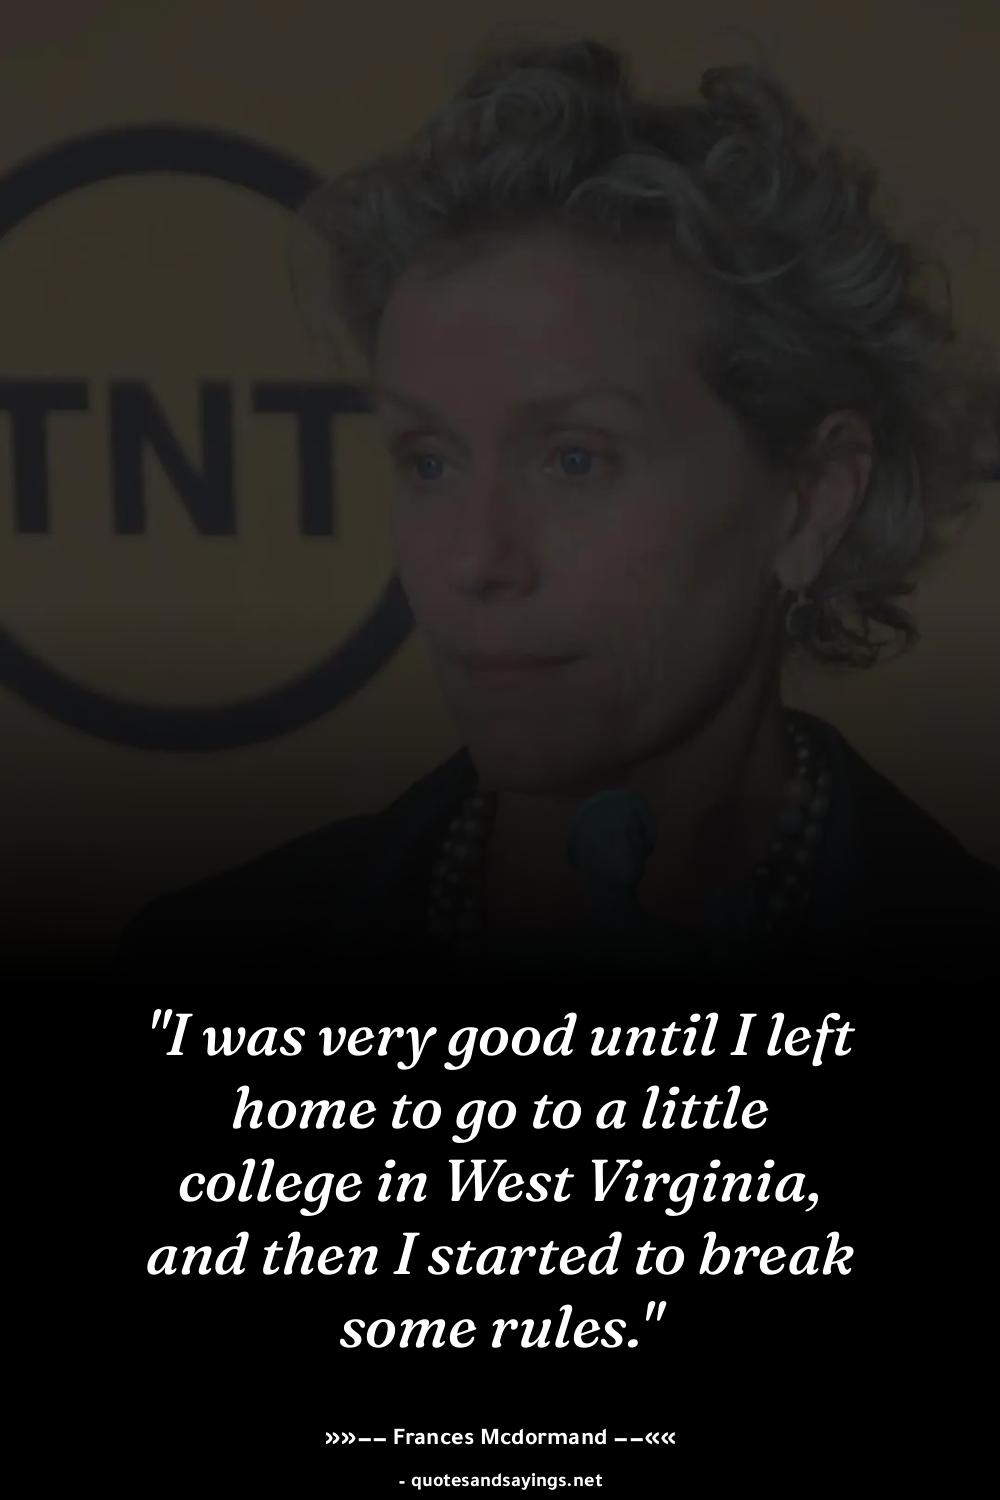 TNT
"I was very good until I left
home to go to a little
college in West Virginia,
and then I started to break
some rules."
»»–– Frances Mcdormand ––««
- quotesandsayings.net